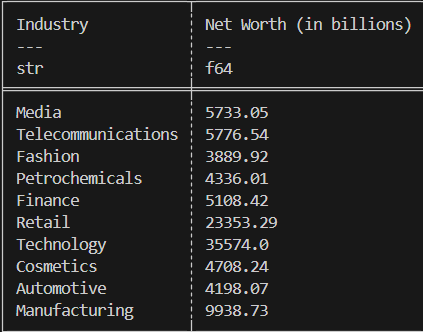 Industry Net Worth (in billions)
--- ---
str f64
Media 5733.05
Telecommunications 5776.54
Fashion 3889.92
Petrochemicals 4336.01
Finance 5108.42
Retail 23353.29
Technology 35574.0
Cosmetics 4708.24
Automotive 4198.07
Manufacturing 9938.73